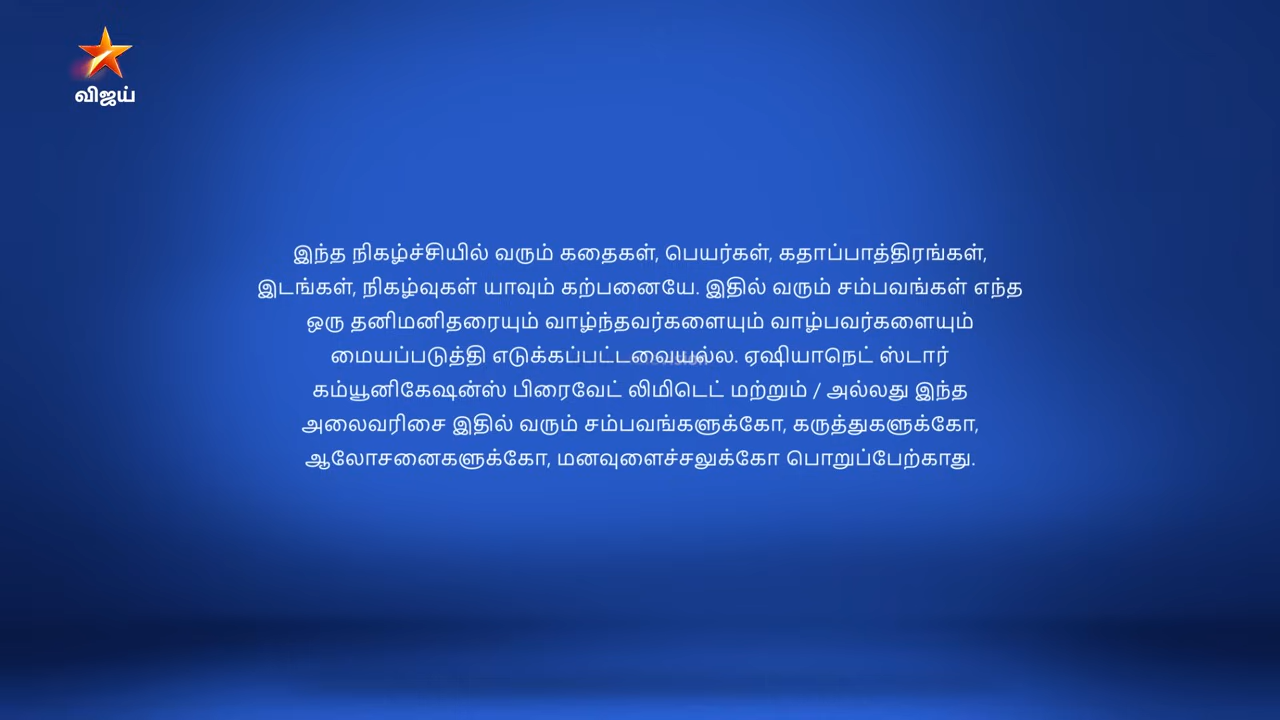 விஜய்
இந்த நிகழ்ச்சியில் வரும் கதைகள், பெயர்கள், கதாப்பாத்திரங்கள்,
இடங்கள், நிகழ்வுகள் யாவும் கற்பனையே. இதில் வரும் சம்பவங்கள் எந்த
ஒரு தனிமனிதரையும் வாழ்ந்தவர்களையும் வாழ்பவர்களையும்
மையப்படுத்தி எடுக்கப்பட்டவையல்ல. ஏஷியாநெட் ஸ்டார்
கம்யூனிகேஷன்ஸ் பிரைவேட் லிமிடெட் மற்றும் / அல்லது இந்த
அலைவரிசை இதில் வரும் சம்பவங்களுக்கோ, கருத்துகளுக்கோ,
ஆலோசனைகளுக்கோ, மனவுளைச்சலுக்கோ பொறுப்பேற்காது.